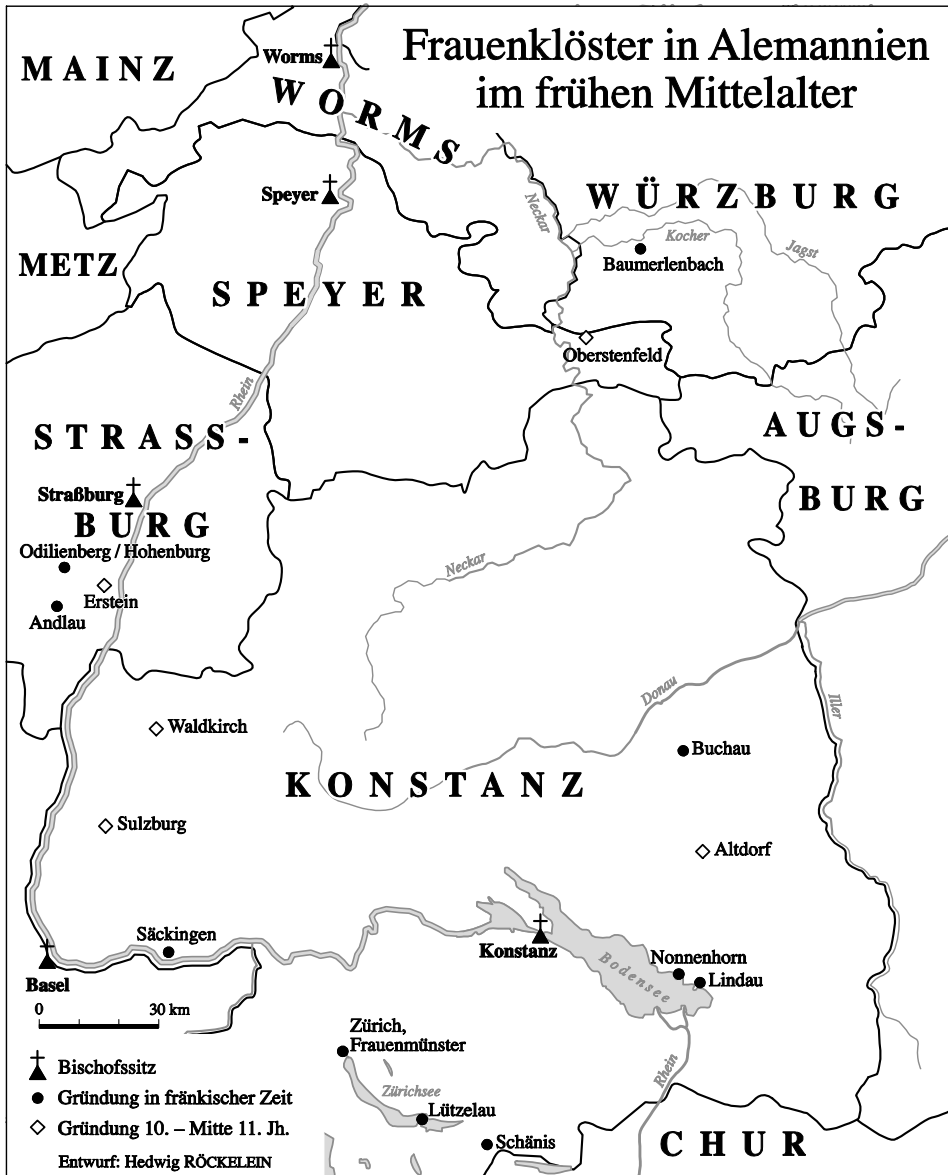 Frauenklöster in Alemannien
im frühen Mittelalter
MAINZ
Worms
WORMS
Speyer
WÜRZBURG
Neckar
Kocher
Jagst
Baumerlenbach
METZ
SPEYER
Oberstenfeld
Rhein
STRASS-
AUGS-
Straßburg
BURG
BURG
Odilienberg / Hohenburg
Erstein
Andlau
Neckar
Donau
Iller
Waldkirch
Buchau
KONSTANZ
Sulzburg
Altdorf
Säckingen
Konstanz
Bodensee
Nonnenhorn
Lindau
Basel
0 30 km
Zürich,
Frauenmünster
Zürichsee
Lützelau
Rhein
Schänis
CHUR
Bischofssitz
Gründung in fränkischer Zeit
Gründung 10. – Mitte 11. Jh.
Entwurf: Hedwig RÖCKELEIN